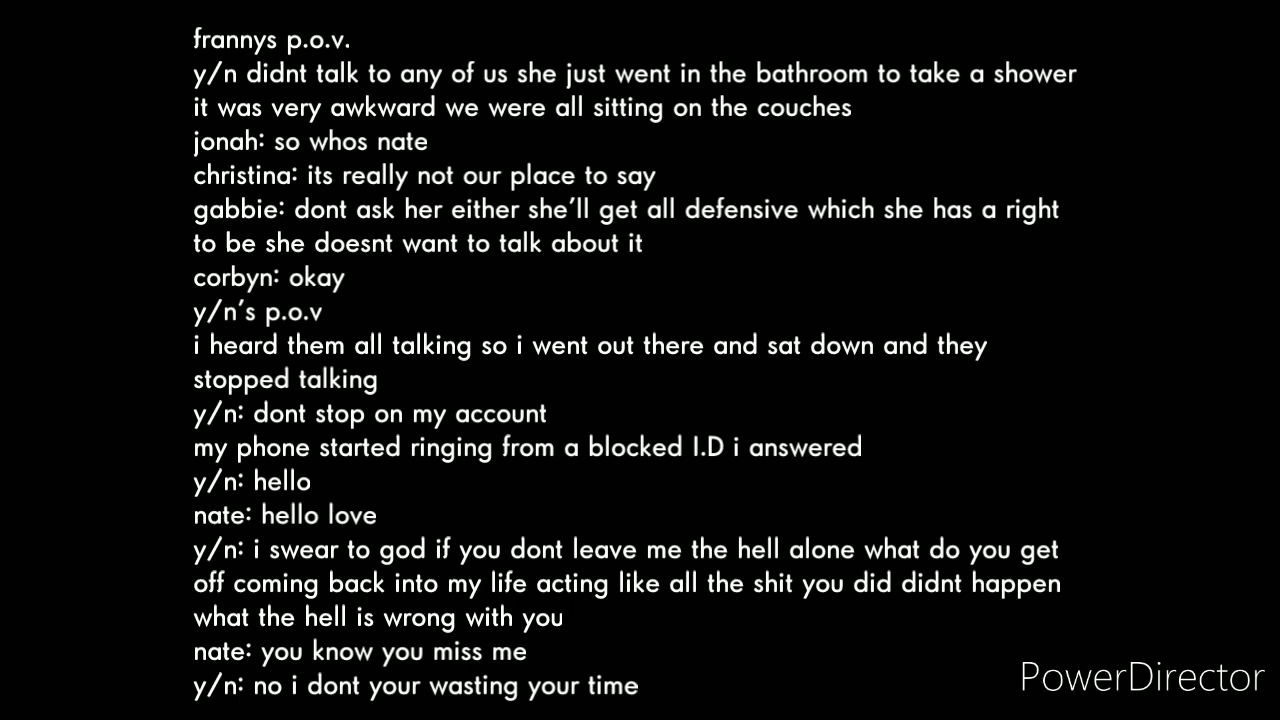 frannys p.o.v.
y/n didnt talk to any of us she just went in the bathroom to take a shower
it was very awkward we were all sitting on the couches
jonah: so whos nate
christina: its really not our place to say
gabbie: dont ask her either she’ll get all defensive which she has a right
to be she doesnt want to talk about it
corbyn: okay
y/n’s p.o.v
i heard them all talking so i went out there and sat down and they
stopped talking
y/n: dont stop on my account
my phone started ringing from a blocked I.D i answered
y/n: hello
nate: hello love
y/n: i swear to god if you dont leave me the hell alone what do you get
off coming back into my life acting like all the shit you did didnt happen
what the hell is wrong with you
nate: you know you miss me
y/n: no i dont your wasting your time
PowerDirector